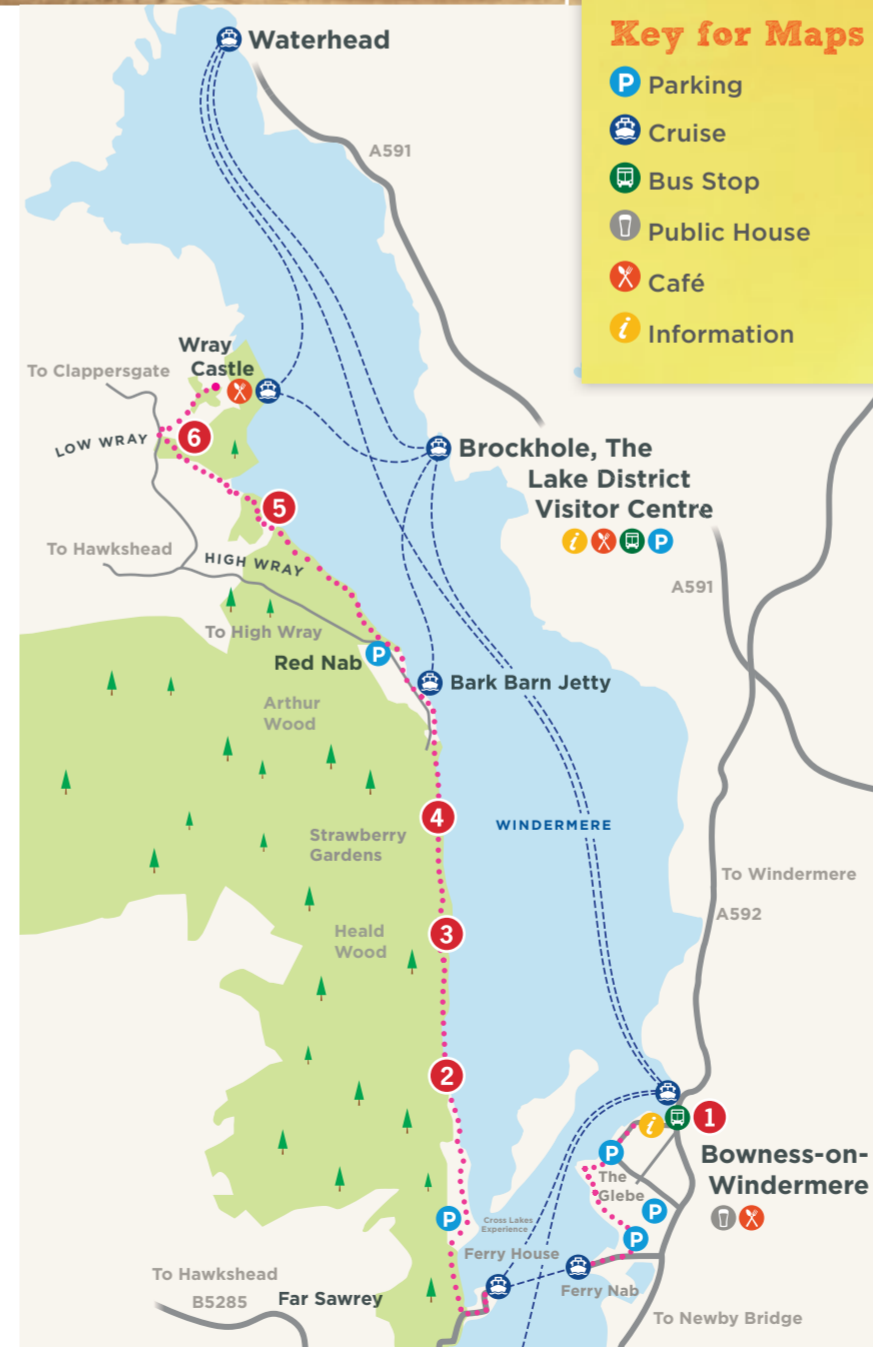 Key for Maps
P Parking
Cruise
Bus Stop
Public House
Café
i Information
Waterhead
A591
Wray
Castle
To Clappersgate
LOW WRAY
6
Brockhole, The
Lake District
Visitor Centre
i P
5
To Hawkshead
HIGH WRAY
A591
To High Wray
Red Nab
P
Bark Barn Jetty
Arthur
Wood
4
WINDERMERE
Strawberry
Gardens
To Windermere
A592
3
Heald
Wood
2
i
1
P
Bowness-on-
Windermere
The
Glebe
P
P
P
Cross Lakes
Experience
Ferry House
Ferry Nab
To Hawkshead
B5285
Far Sawrey
To Newby Bridge